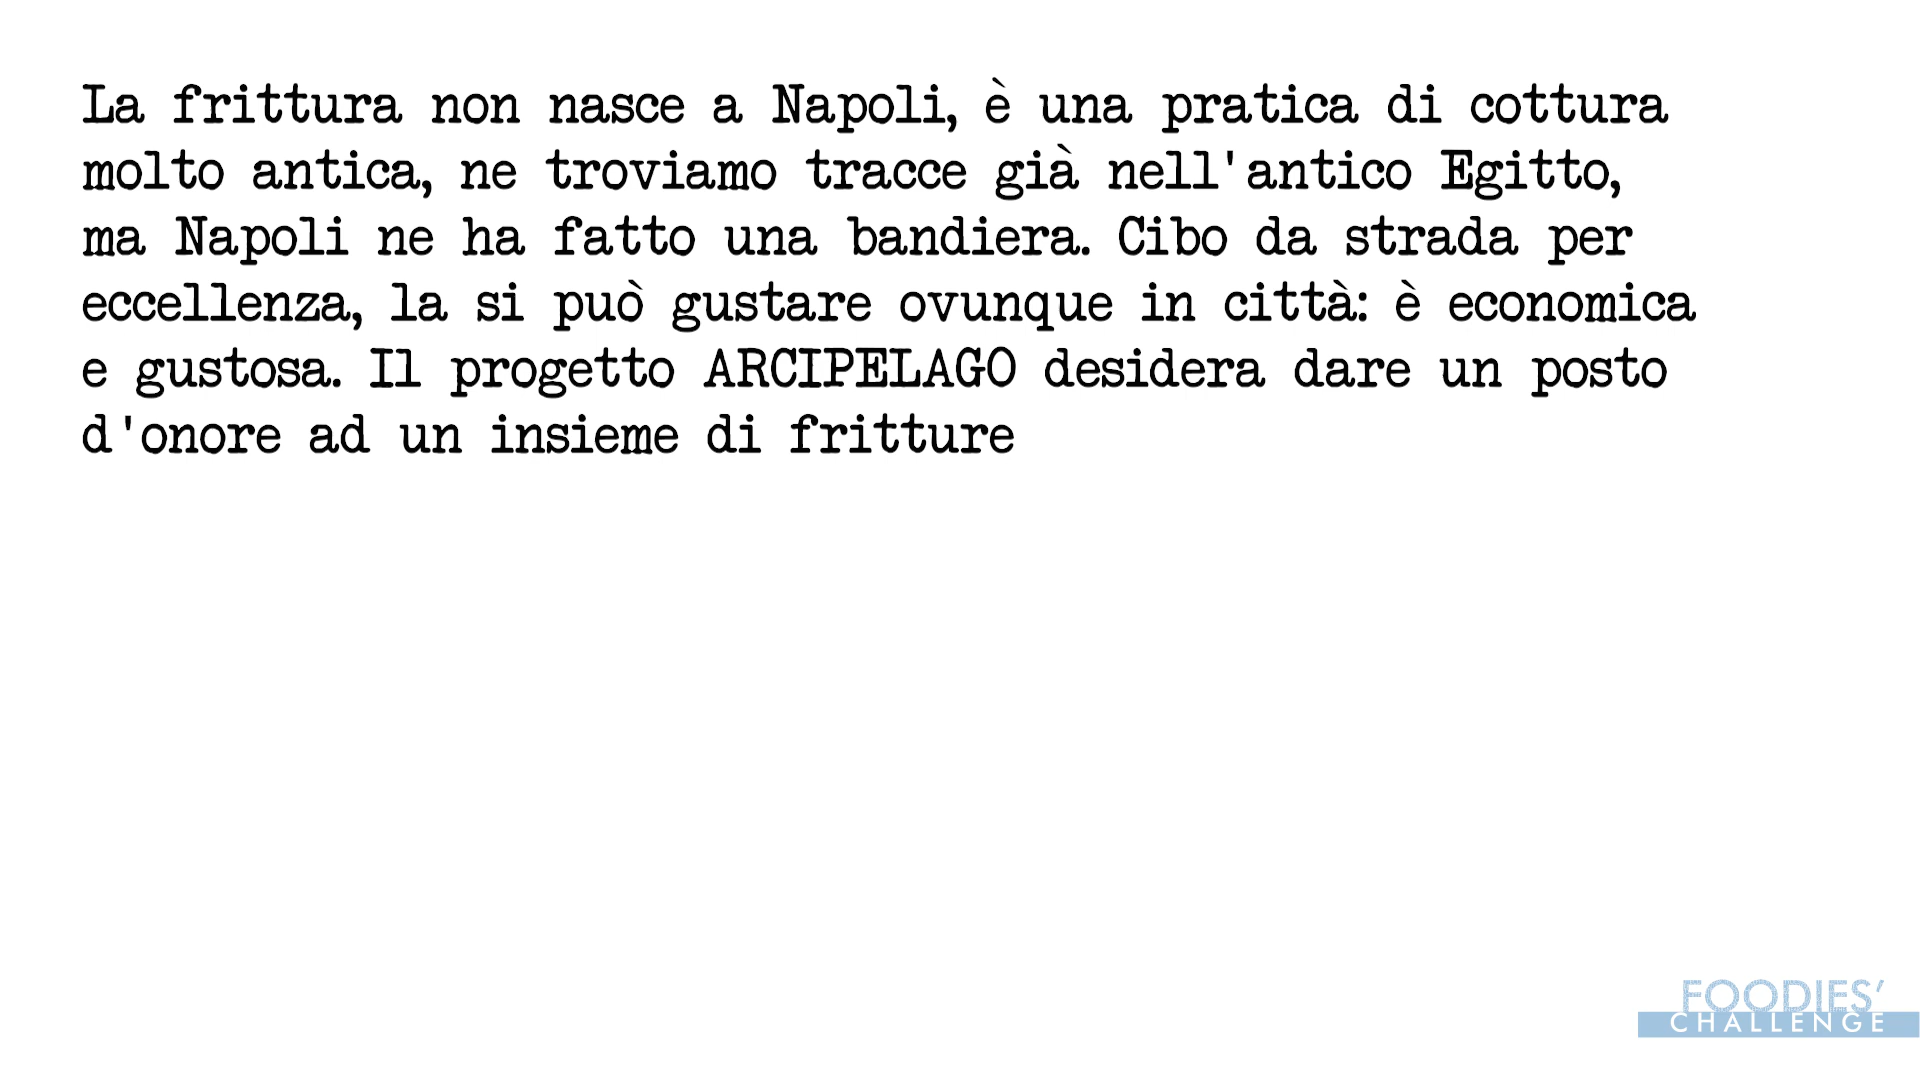 La frittura non nasce a Napoli, è una pratica di cottura
molto antica, ne troviamo tracce già nell'antico Egitto,
ma Napoli ne ha fatto una bandiera. Cibo da strada per
eccellenza, la si può gustare ovunque in città: è economica
e gustosa. Il progetto ARCIPELAGO desidera dare un posto
d'onore ad un insieme di fritture
FOODIES'
CHALLENGE